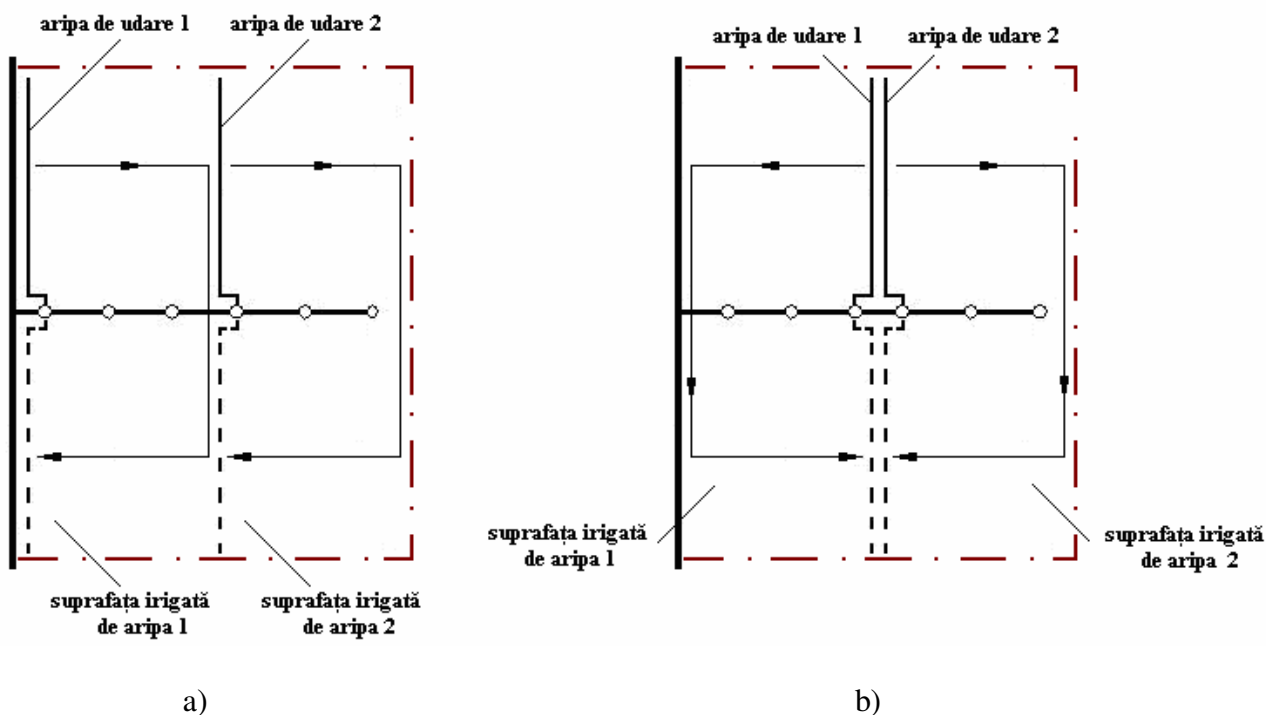 aripa de udare 1
aripa de udare 2
suprafața irigată
de aripa 1
suprafața irigată
de aripa 2
a)
aripa de udare 1
aripa de udare 2
suprafața irigată
de aripa 1
suprafața irigată
de aripa 2
b)